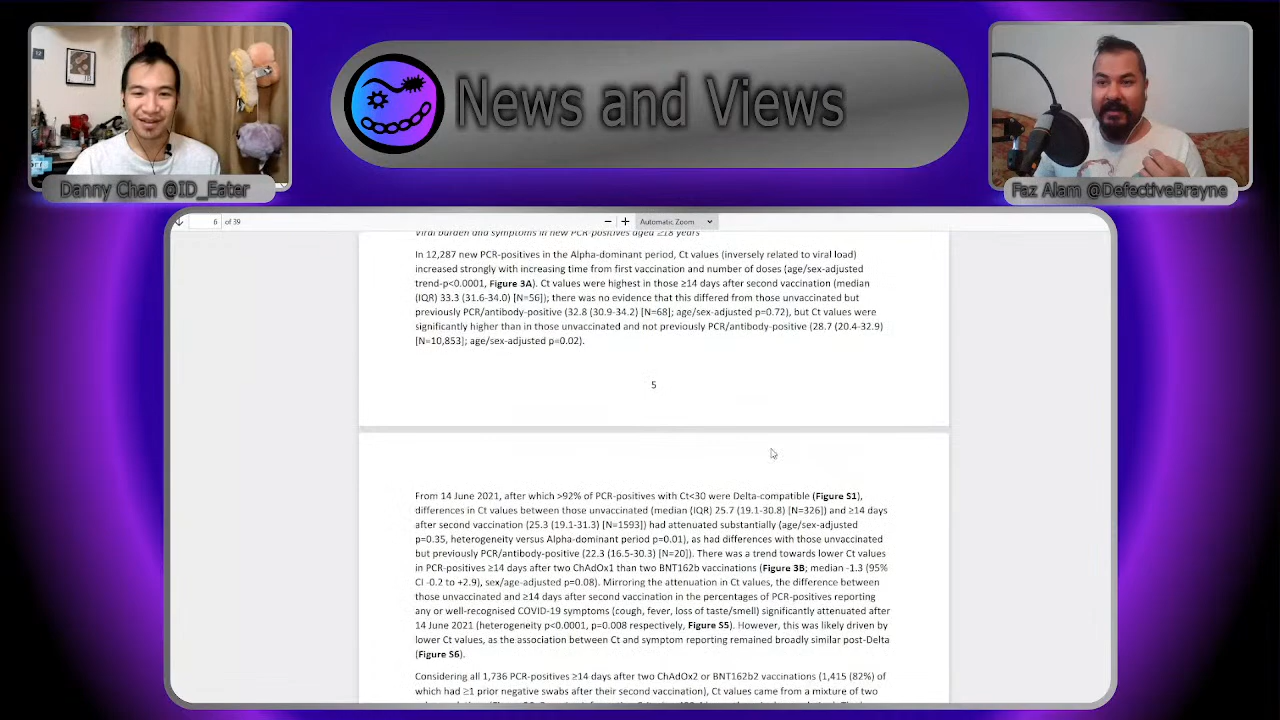 News and Views
Danny Chan @ID_Eater
Faz Alam @DefectiveBrayne
6 of 39
Automatic Zoom
Viral burden and symptoms in new PCR-positives aged ≥18 years
In 12,287 new PCR-positives in the Alpha-dominant period, Ct values (inversely related to viral load)
increased strongly with increasing time from first vaccination and number of doses (age/sex-adjusted
trend-p<0.0001, Figure 3A). Ct values were highest in those ≥14 days after second vaccination (median
(IQR) 33.3 (31.6-34.0) [N=56]); there was no evidence that this differed from those unvaccinated but
previously PCR/antibody-positive (32.8 (30.9-34.2) [N=68]; age/sex-adjusted p=0.72), but Ct values were
significantly higher than in those unvaccinated and not previously PCR/antibody-positive (28.7 (20.4-32.9)
[N=10,853]; age/sex-adjusted p=0.02).
5
From 14 June 2021, after which >92% of PCR-positives with Ct<30 were Delta-compatible (Figure S1),
differences in Ct values between those unvaccinated (median (IQR) 25.7 (19.1-30.8) [N=326]) and ≥14 days
after second vaccination (25.3 (19.1-31.3) [N=1593]) had attenuated substantially (age/sex-adjusted
p=0.35, heterogeneity versus Alpha-dominant period p=0.01), as had differences with those unvaccinated
but previously PCR/antibody-positive (22.3 (16.5-30.3) [N=20]). There was a trend towards lower Ct values
in PCR-positives ≥14 days after two ChAdOx1 than two BNT162b vaccinations (Figure 3B; median -1.3 (95%
CI -0.2 to +2.9), sex/age-adjusted p=0.08). Mirroring the attenuation in Ct values, the difference between
those unvaccinated and ≥14 days after second vaccination in the percentages of PCR-positives reporting
any or well-recognised COVID-19 symptoms (cough, fever, loss of taste/smell) significantly attenuated after
14 June 2021 (heterogeneity p<0.0001, p=0.008 respectively, Figure S5). However, this was likely driven by
lower Ct values, as the association between Ct and symptom reporting remained broadly similar post-Delta
(Figure S6).
Considering all 1,736 PCR-positives ≥14 days after two ChAdOx2 or BNT162b2 vaccinations (1,415 (82%) of
which had ≥1 prior negative swabs after their second vaccination), Ct values came from a mixture of two